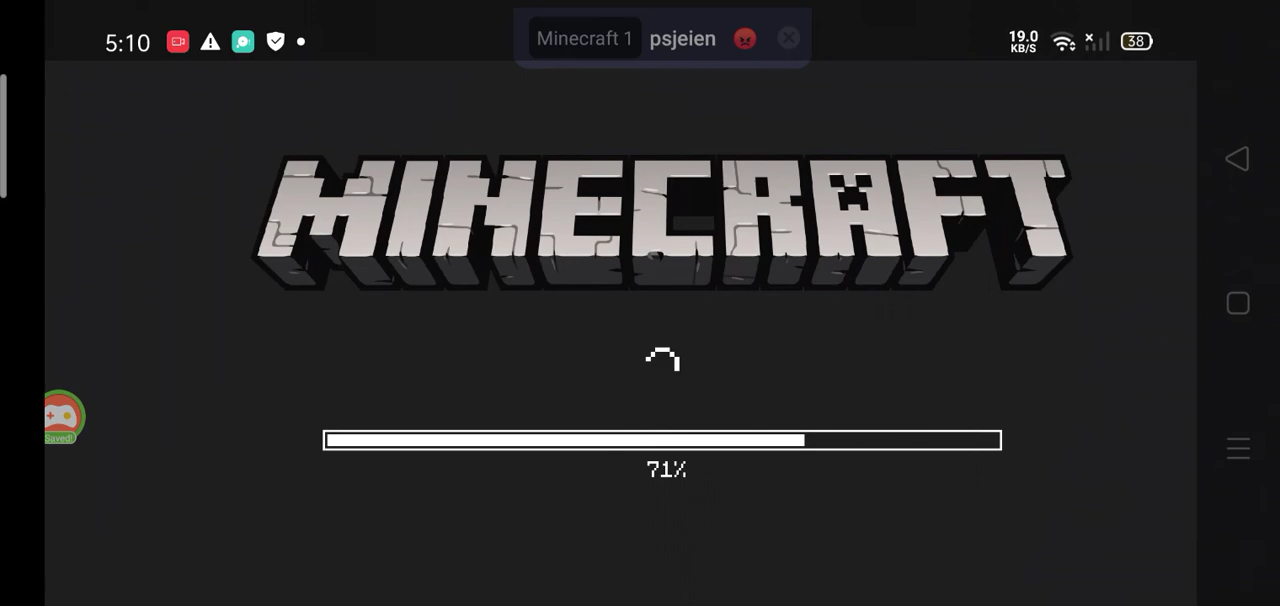 5:10
Minecraft 1 psjeien
19.0
KB/S
38
MINECRAFT
Saved!
71%